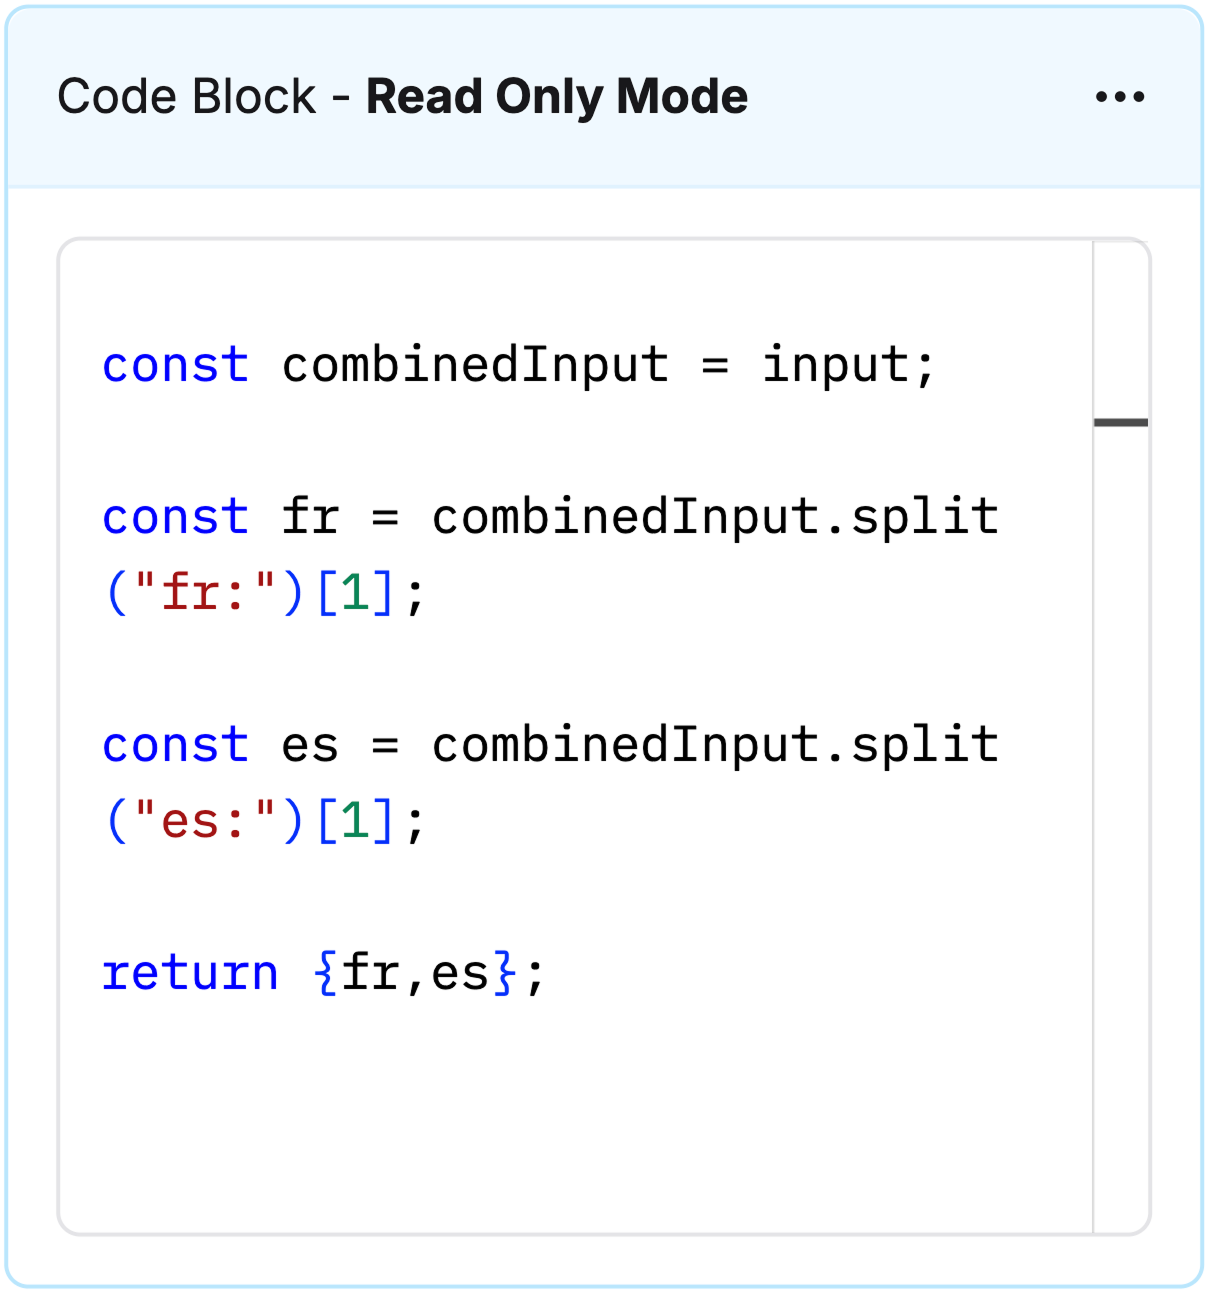 Code Block - Read Only Mode
const combinedInput = input;
const fr = combinedInput.split
("fr:")[1];
const es = combinedInput.split
("es:")[1];
return {fr,es};